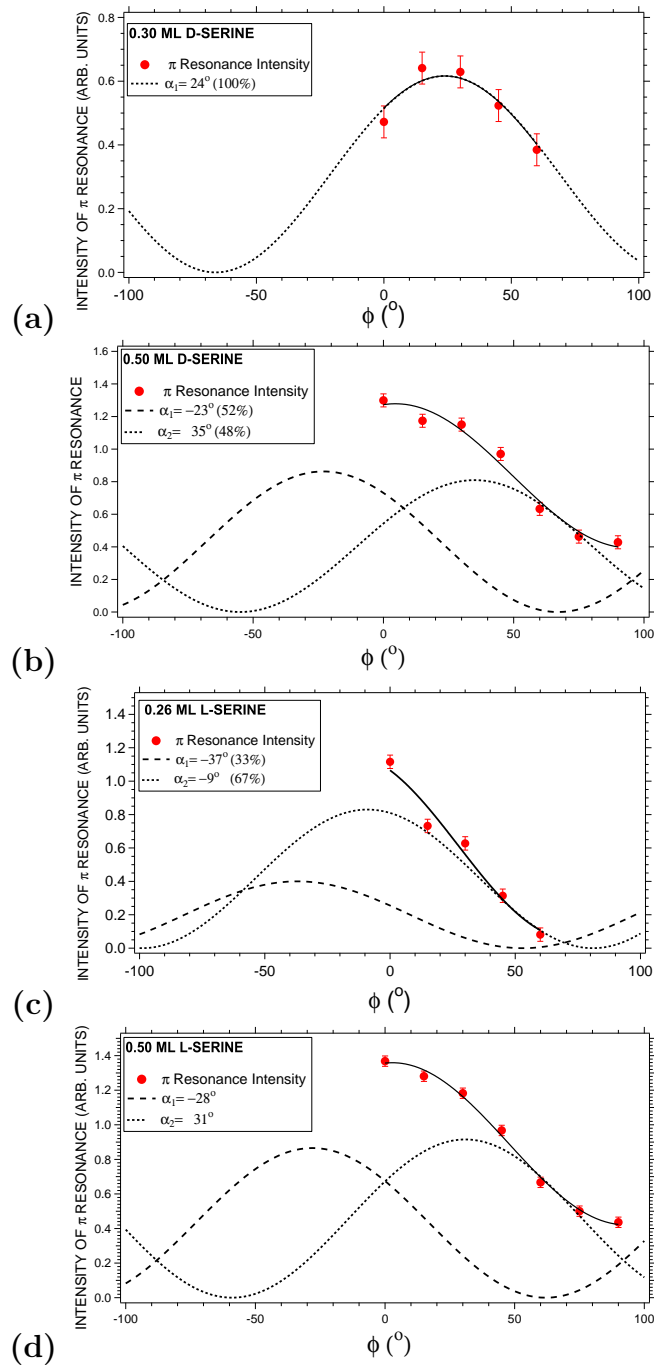 0.30 ML D-SERINE
π Resonance Intensity
α1= 24° (100%)
INTENSITY OF π RESONANCE (ARB. UNITS)
0.8
0.6
0.4
0.2
0.0
-100 -50 0 50 100
ϕ (°)
(a)
0.50 ML D-SERINE
π Resonance Intensity
α1= −23° (52%)
α2= 35° (48%)
INTENSITY OF π RESONANCE
1.6
1.4
1.2
1.0
0.8
0.6
0.4
0.2
0.0
-100 -50 0 50 100
ϕ (°)
(b)
0.26 ML L-SERINE
π Resonance Intensity
α1= −37° (33%)
α2= −9° (67%)
INTENSITY OF π RESONANCE (ARB. UNITS)
1.4
1.2
1.0
0.8
0.6
0.4
0.2
0.0
-100 -50 0 50 100
ϕ (°)
(c)
0.50 ML L-SERINE
π Resonance Intensity
α1= −28°
α2= 31°
INTENSITY OF π RESONANCE (ARB. UNITS)
1.4
1.2
1.0
0.8
0.6
0.4
0.2
0.0
-100 -50 0 50 100
ϕ (°)
(d)